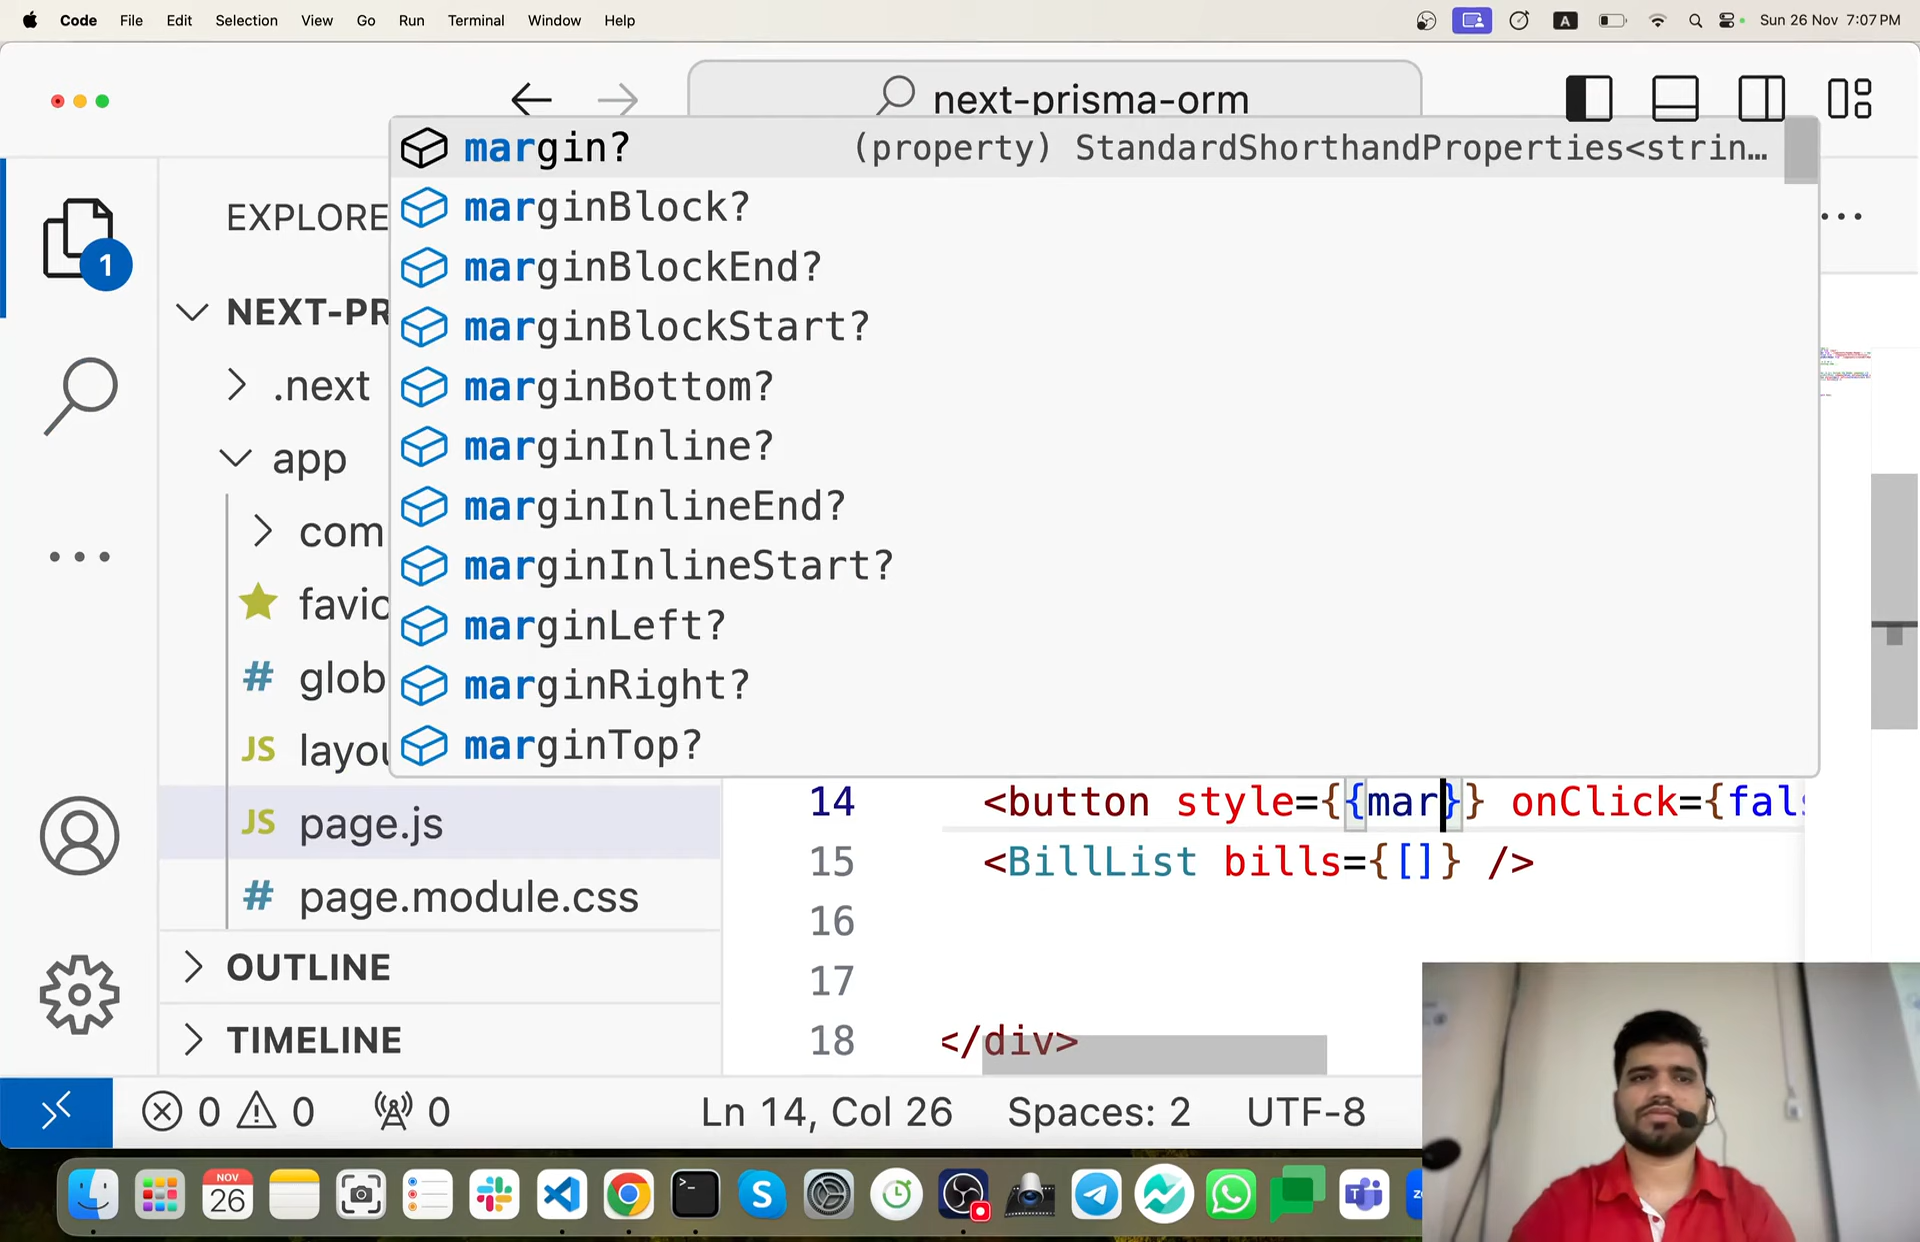 Code File Edit Selection View Go Run Terminal Window Help A Sun 26 Nov 7:07 PM
next-prisma-orm
margin? (property) StandardShorthandProperties<strin…
marginBlock?
marginBlockEnd?
marginBlockStart?
marginBottom?
marginInline?
marginInlineEnd?
marginInlineStart?
marginLeft?
marginRight?
marginTop?
1
EXPLORE
NEXT-PR
.next
app
com
favic
# glob
JS layou
JS page.js
# page.module.css
OUTLINE
TIMELINE
14 <button style={{mar}} onClick={fals
15 <BillList bills={[]} />
16
17
18 </div>
0 0 0 Ln 14, Col 26 Spaces: 2 UTF-8
NOV
26
S
T